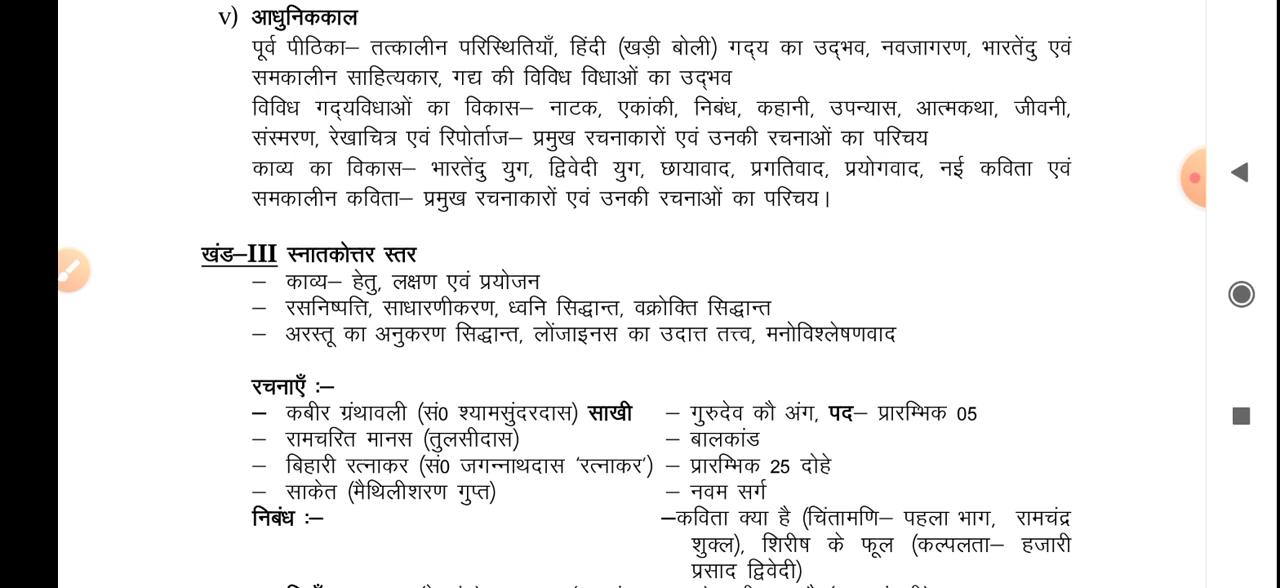 v) आधुनिककाल
पूर्व पीठिका– तत्कालीन परिस्थितियाँ, हिंदी (खड़ी बोली) गद्‌य का उद्‌भव, नवजागरण, भारतेंदु एवं
समकालीन साहित्यकार, गद्य की विविध विधाओं का उद्‌भव
विविध गद्‌यविधाओं का विकास– नाटक, एकांकी, निबंध, कहानी, उपन्यास, आत्मकथा, जीवनी,
संस्मरण, रेखाचित्र एवं रिपोर्ताज– प्रमुख रचनाकारों एवं उनकी रचनाओं का परिचय
काव्य का विकास– भारतेंदु युग, द्विवेदी युग, छायावाद, प्रगतिवाद, प्रयोगवाद, नई कविता एवं
समकालीन कविता– प्रमुख रचनाकारों एवं उनकी रचनाओं का परिचय।
खंड–III स्नातकोत्तर स्तर
– काव्य– हेतु, लक्षण एवं प्रयोजन
– रसनिष्पत्ति, साधारणीकरण, ध्वनि सिद्धान्त, वक्रोक्ति सिद्धान्त
– अरस्तू का अनुकरण सिद्धान्त, लोंजाइनस का उदात्त तत्त्व, मनोविश्लेषणवाद
रचनाएँ :–
– कबीर ग्रंथावली (सं0 श्यामसुंदरदास) साखी – गुरुदेव कौ अंग, पद– प्रारम्भिक 05
– रामचरित मानस (तुलसीदास) – बालकांड
– बिहारी रत्नाकर (सं0 जगन्नाथदास ‘रत्नाकर’) – प्रारम्भिक 25 दोहे
– साकेत (मैथिलीशरण गुप्त) – नवम सर्ग
निबंध :– –कविता क्या है (चिंतामणि– पहला भाग, रामचंद्र
शुक्ल), शिरीष के फूल (कल्पलता– हजारी
प्रसाद द्विवेदी)